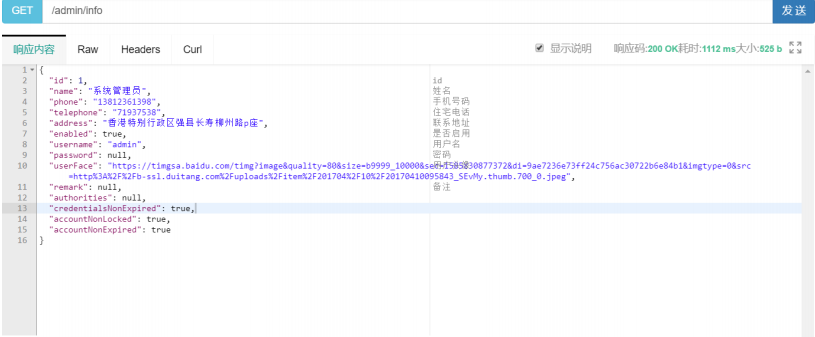 GET /admin/info 发送
响应内容 Raw Headers Curl 显示说明 响应码:200 OK耗时:1112 ms大小:525 b
1 {
2 "id": 1, id
3 "name": "系统管理员", 姓名
4 "phone": "13812361398", 手机号码
5 "telephone": "71937538", 住宅电话
6 "address": "香港特别行政区强县长寿柳州路p座", 联系地址
7 "enabled": true, 是否启用
8 "username": "admin", 用户名
9 "password": null, 密码
10 "userFace": "https://timgsa.baidu.com/timg?image&quality=80&size=b9999_10000&sec=1585830877372&di=9ae7236e73ff24c756ac30722b6e84b1&imgtype=0&src
=http%3A%2F%2Fb-ssl.duitang.com%2Fuploads%2Fitem%2F201704%2F10%2F20170410095843_SEvMy.thumb.700_0.jpeg",
11 "remark": null, 备注
12 "authorities": null,
13 "credentialsNonExpired": true,
14 "accountNonLocked": true,
15 "accountNonExpired": true
16 }